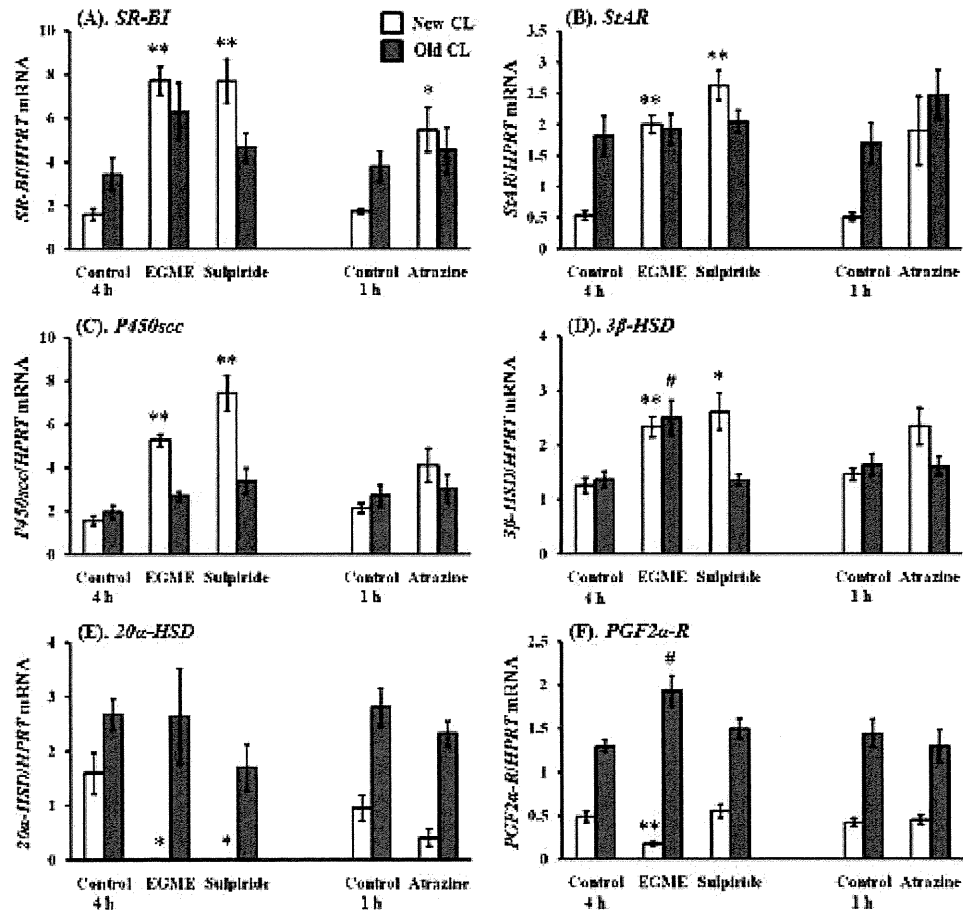 (A). SR-BI
New CL
Old CL
SR-BI/HPRT mRNA
10
8
6
4
2
0
** ** *
Control EGME Sulpiride Control Atrazine
4 h 1 h
(B). StAR
StAR/HPRT mRNA
3.5
3
2.5
2
1.5
1
0.5
0
** **
Control EGME Sulpiride Control Atrazine
4 h 1 h
(C). P450scc
P450scc/HPRT mRNA
10
8
6
4
2
0
** **
Control EGME Sulpiride Control Atrazine
4 h 1 h
(D). 3β-HSD
3β-HSD/HPRT mRNA
4
3
2
1
0
** # *
Control EGME Sulpiride Control Atrazine
4 h 1 h
(E). 20α-HSD
20α-HSD/HPRT mRNA
4
3
2
1
0
* *
Control EGME Sulpiride Control Atrazine
4 h 1 h
(F). PGF2α-R
PGF2α-R/HPRT mRNA
2.5
2
1.5
1
0.5
0
** #
Control EGME Sulpiride Control Atrazine
4 h 1 h